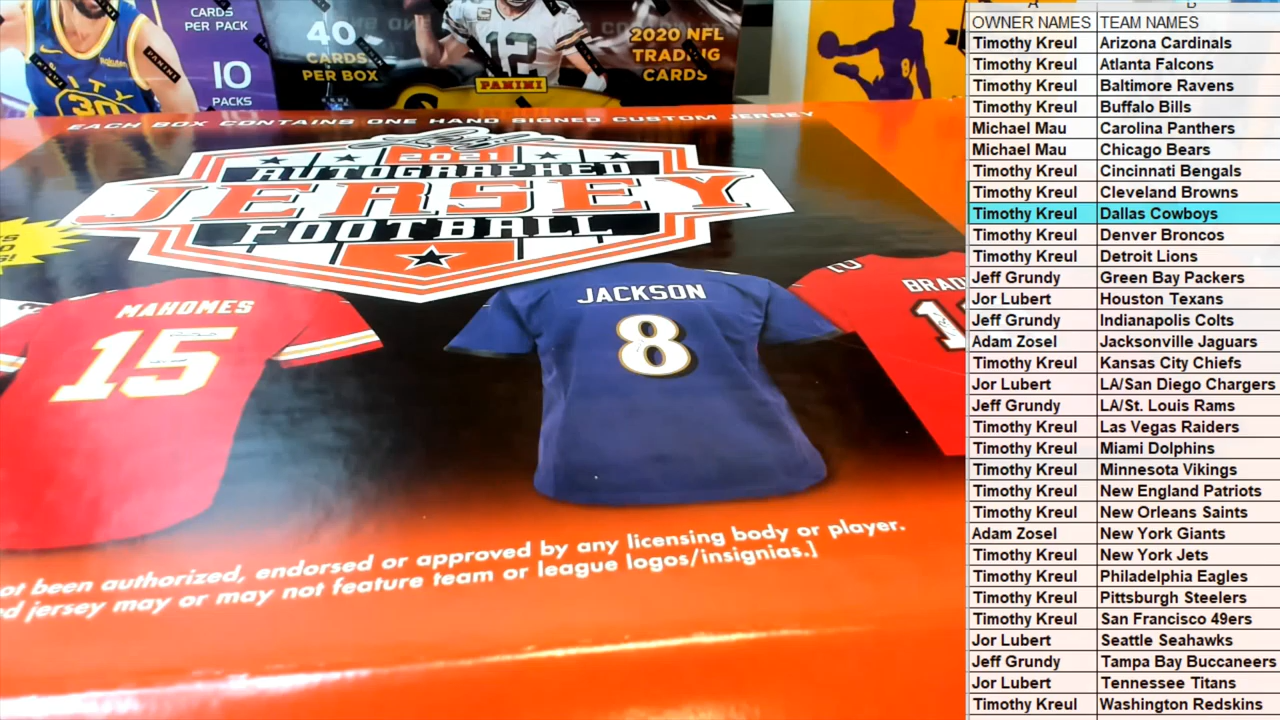 CARDS
PER PACK
10
PACKS
30
PANINI
40
CARDS
PER BOX
12
PANINI
2020 NFL
TRADING
CARDS
8
EACH BOX CONTAINS ONE HAND SIGNED CUSTOM JERSEY
Leaf
2021
AUTOGRAPHED
JERSEY
FOOTBALL
MAHOMES
15
JACKSON
8
BRAD
1
ot been authorized, endorsed or approved by any licensing body or player.
ed jersey may or may not feature team or league logos/insignias.]
A B
OWNER NAMES TEAM NAMES
Timothy Kreul Arizona Cardinals
Timothy Kreul Atlanta Falcons
Timothy Kreul Baltimore Ravens
Timothy Kreul Buffalo Bills
Michael Mau Carolina Panthers
Michael Mau Chicago Bears
Timothy Kreul Cincinnati Bengals
Timothy Kreul Cleveland Browns
Timothy Kreul Dallas Cowboys
Timothy Kreul Denver Broncos
Timothy Kreul Detroit Lions
Jeff Grundy Green Bay Packers
Jor Lubert Houston Texans
Jeff Grundy Indianapolis Colts
Adam Zosel Jacksonville Jaguars
Timothy Kreul Kansas City Chiefs
Jor Lubert LA/San Diego Chargers
Jeff Grundy LA/St. Louis Rams
Timothy Kreul Las Vegas Raiders
Timothy Kreul Miami Dolphins
Timothy Kreul Minnesota Vikings
Timothy Kreul New England Patriots
Timothy Kreul New Orleans Saints
Adam Zosel New York Giants
Timothy Kreul New York Jets
Timothy Kreul Philadelphia Eagles
Timothy Kreul Pittsburgh Steelers
Timothy Kreul San Francisco 49ers
Jor Lubert Seattle Seahawks
Jeff Grundy Tampa Bay Buccaneers
Jor Lubert Tennessee Titans
Timothy Kreul Washington Redskins